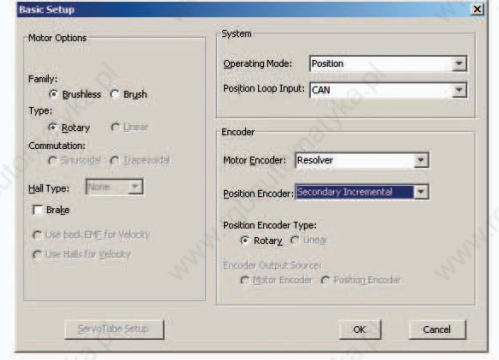 Basic Setup
Motor Options
Family:
Brushless Brush
Type:
Rotary Linear
Commutation:
Sinusoidal Trapezoidal
Hall Type: None
Brake
Use back EMF for Velocity
Use Halls for Velocity
ServoTube Setup
System
Operating Mode: Position
Position Loop Input: CAN
Encoder
Motor Encoder: Resolver
Position Encoder: Secondary Incremental
Position Encoder Type:
Rotary Linear
Encoder Output Source:
Motor Encoder Position Encoder
OK Cancel